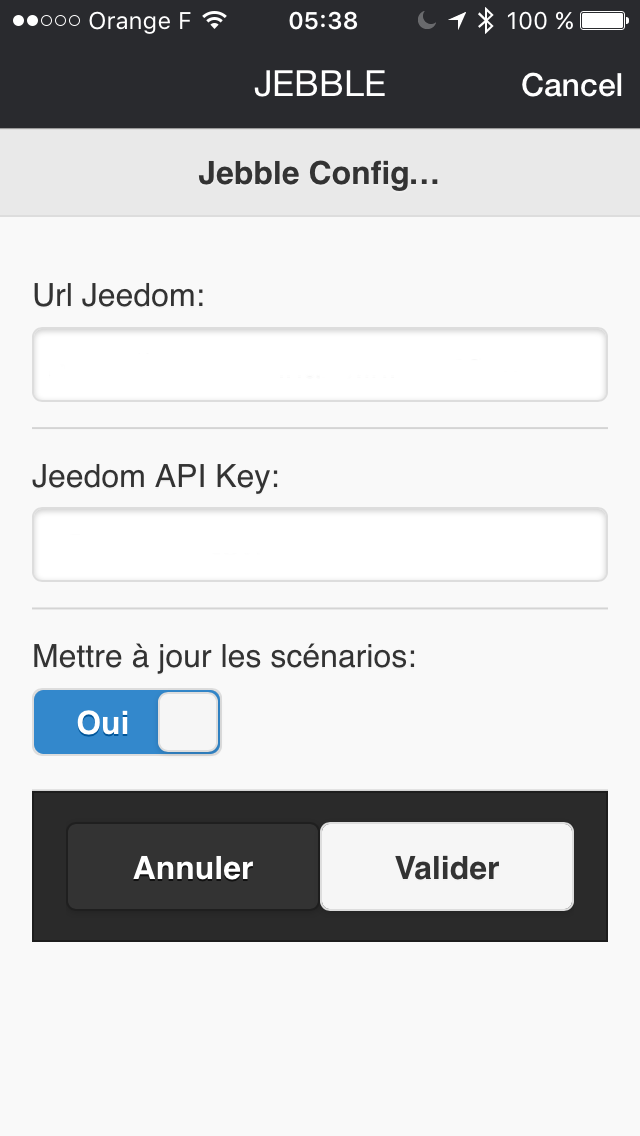 Orange F 05:38 100 %
JEBBLE Cancel
Jebble Config...
Url Jeedom:
Jeedom API Key:
Mettre à jour les scénarios:
Oui
Annuler Valider